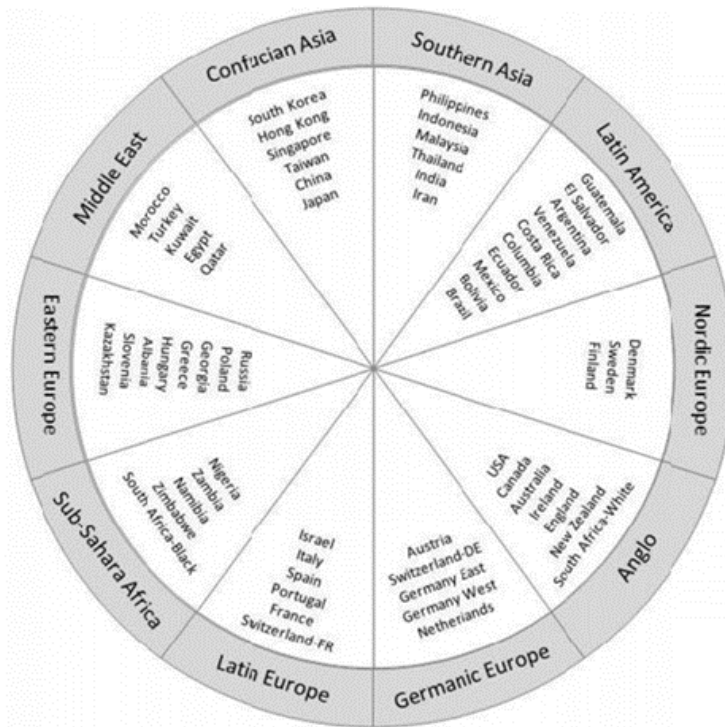 Confucian Asia
South Korea
Hong Kong
Singapore
Taiwan
China
Japan
Southern Asia
Philippines
Indonesia
Malaysia
Thailand
India
Iran
Latin America
Guatemala
El Salvador
Argentina
Venezuela
Costa Rica
Columbia
Ecuador
Mexico
Bolivia
Brazil
Nordic Europe
Denmark
Sweden
Finland
Anglo
USA
Canada
Australia
Ireland
England
New Zealand
South Africa-White
Germanic Europe
Austria
Switzerland-DE
Germany East
Germany West
Netherlands
Latin Europe
Israel
Italy
Spain
Portugal
France
Switzerland-FR
Sub-Sahara Africa
Nigeria
Zambia
Namibia
Zimbabwe
South Africa-Black
Eastern Europe
Russia
Poland
Georgia
Greece
Hungary
Albania
Slovenia
Kazakhstan
Middle East
Morocco
Turkey
Kuwait
Egypt
Qatar